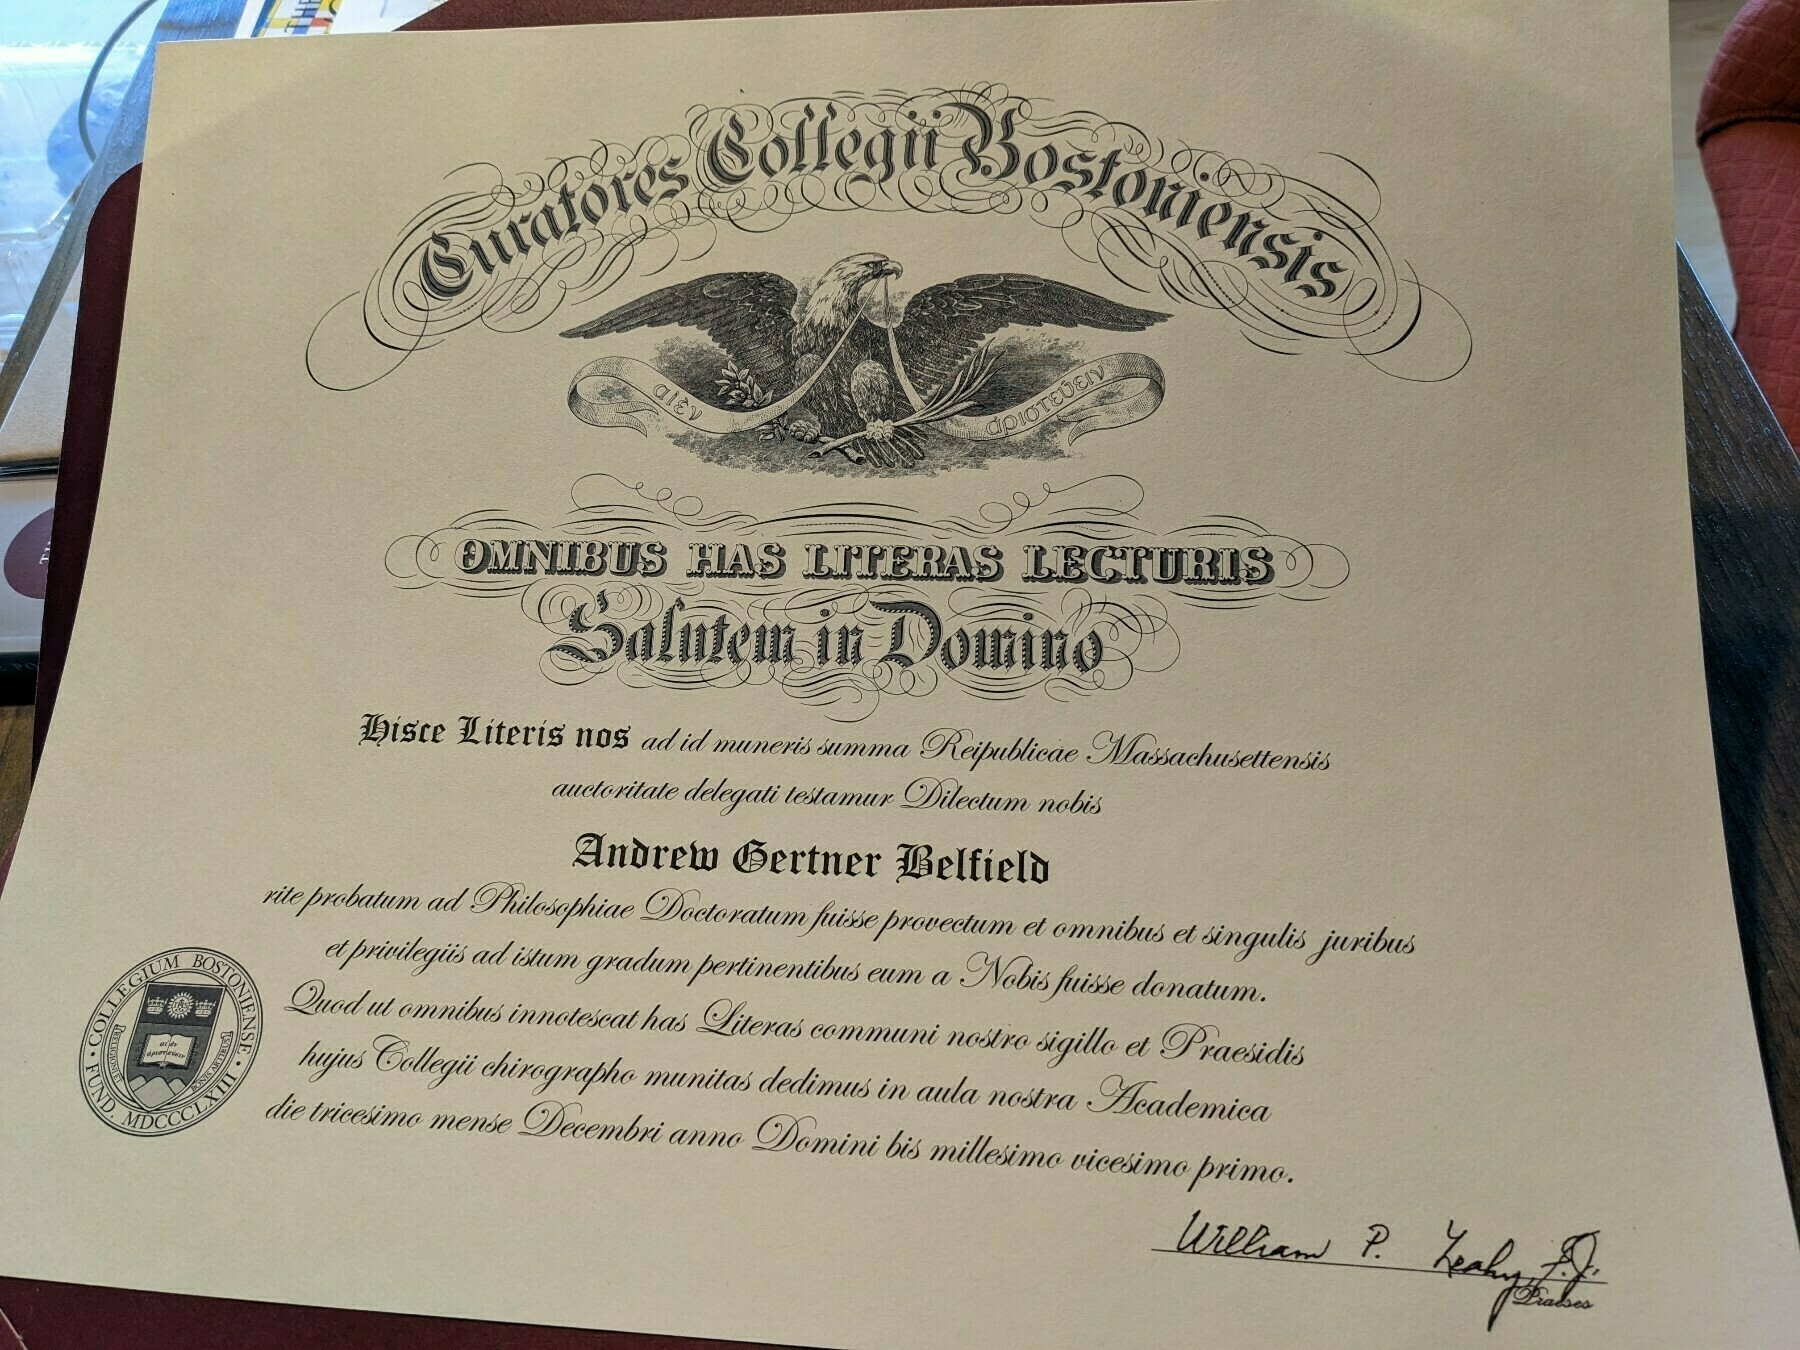 Curatores Collegii Bostoniensis
αἰὲν ἀριστεύειν
OMNIBUS HAS LITERAS LECTURIS
Salutem in Domino
Hisce Literis nos ad id muneris summa Reipublicae Massachusettensis
auctoritate delegati testamur Dilectum nobis
Andrew Gertner Belfield
rite probatum ad Philosophiae Doctoratum fuisse provectum et omnibus et singulis juribus
et privilegiis ad istum gradum pertinentibus eum a Nobis fuisse donatum.
Quod ut omnibus innotescat has Literas communi nostro sigillo et Praesidis
hujus Collegii chirographo munitas dedimus in aula nostra Academica
die tricesimo mense Decembri anno Domini bis millesimo vicesimo primo.
COLLEGIUM BOSTONIENSE · FUND. MDCCCLXIII ·
William P. Leahy, S.J.
Praeses